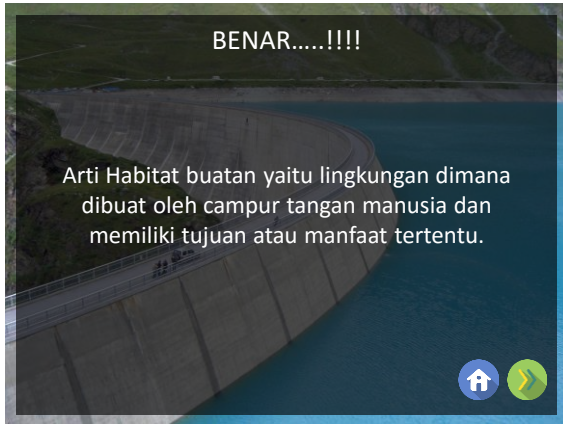 BENAR…..!!!!
Arti Habitat buatan yaitu lingkungan dimana
dibuat oleh campur tangan manusia dan
memiliki tujuan atau manfaat tertentu.